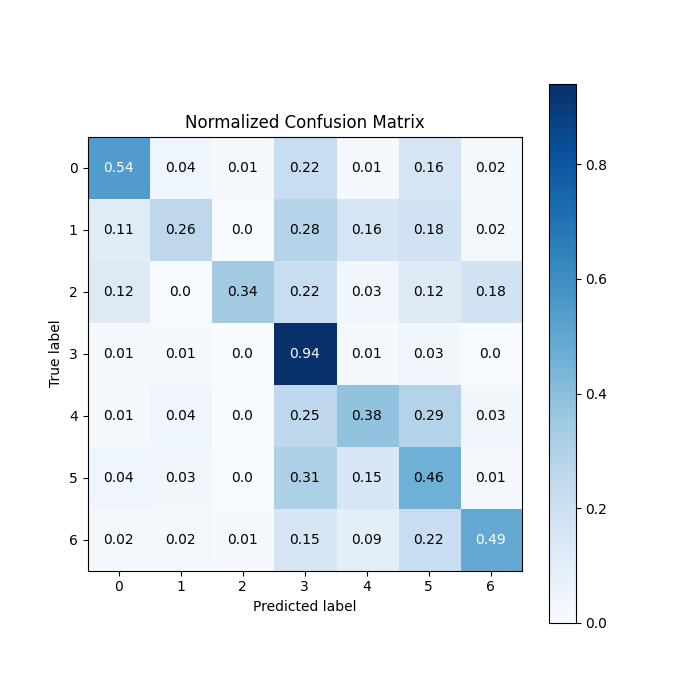 Normalized Confusion Matrix
True label
0 0.54 0.04 0.01 0.22 0.01 0.16 0.02
1 0.11 0.26 0.0 0.28 0.16 0.18 0.02
2 0.12 0.0 0.34 0.22 0.03 0.12 0.18
3 0.01 0.01 0.0 0.94 0.01 0.03 0.0
4 0.01 0.04 0.0 0.25 0.38 0.29 0.03
5 0.04 0.03 0.0 0.31 0.15 0.46 0.01
6 0.02 0.02 0.01 0.15 0.09 0.22 0.49
0 1 2 3 4 5 6
Predicted label
0.8
0.6
0.4
0.2
0.0